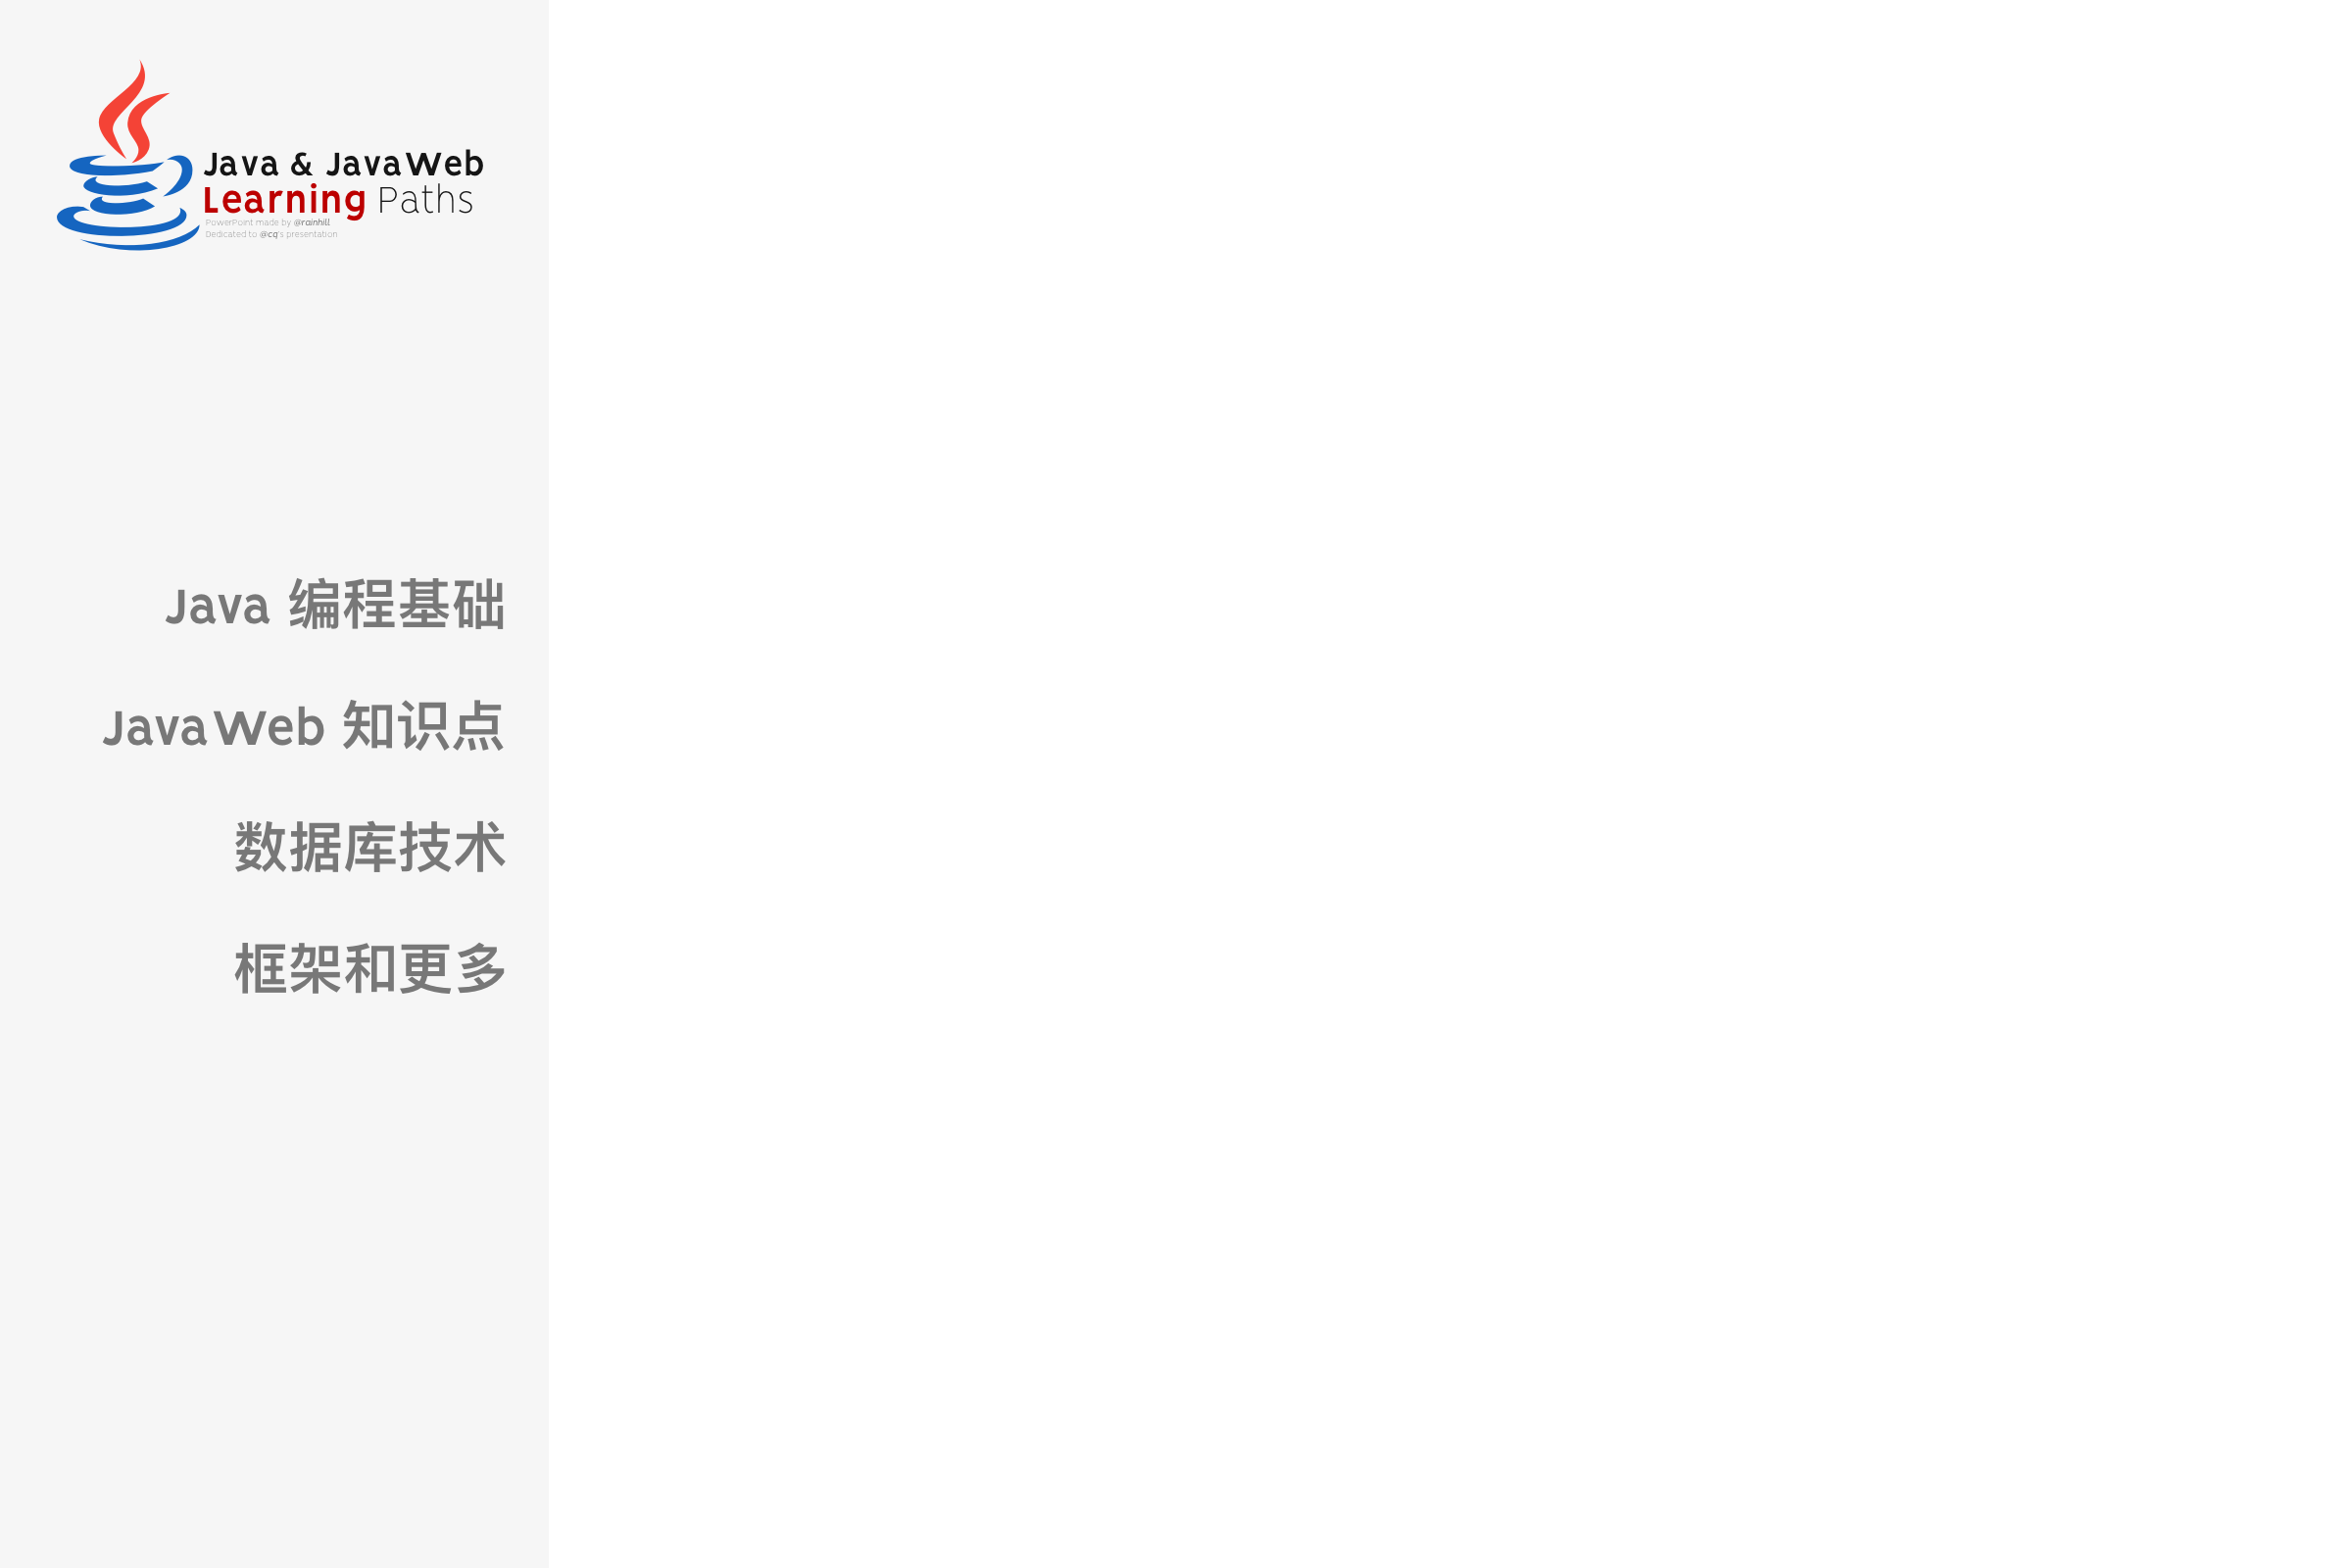 Java & JavaWeb
Learning Paths
PowerPoint made by @rainhill
Dedicated to @cq's presentation
Java 编程基础
JavaWeb 知识点
数据库技术
框架和更多